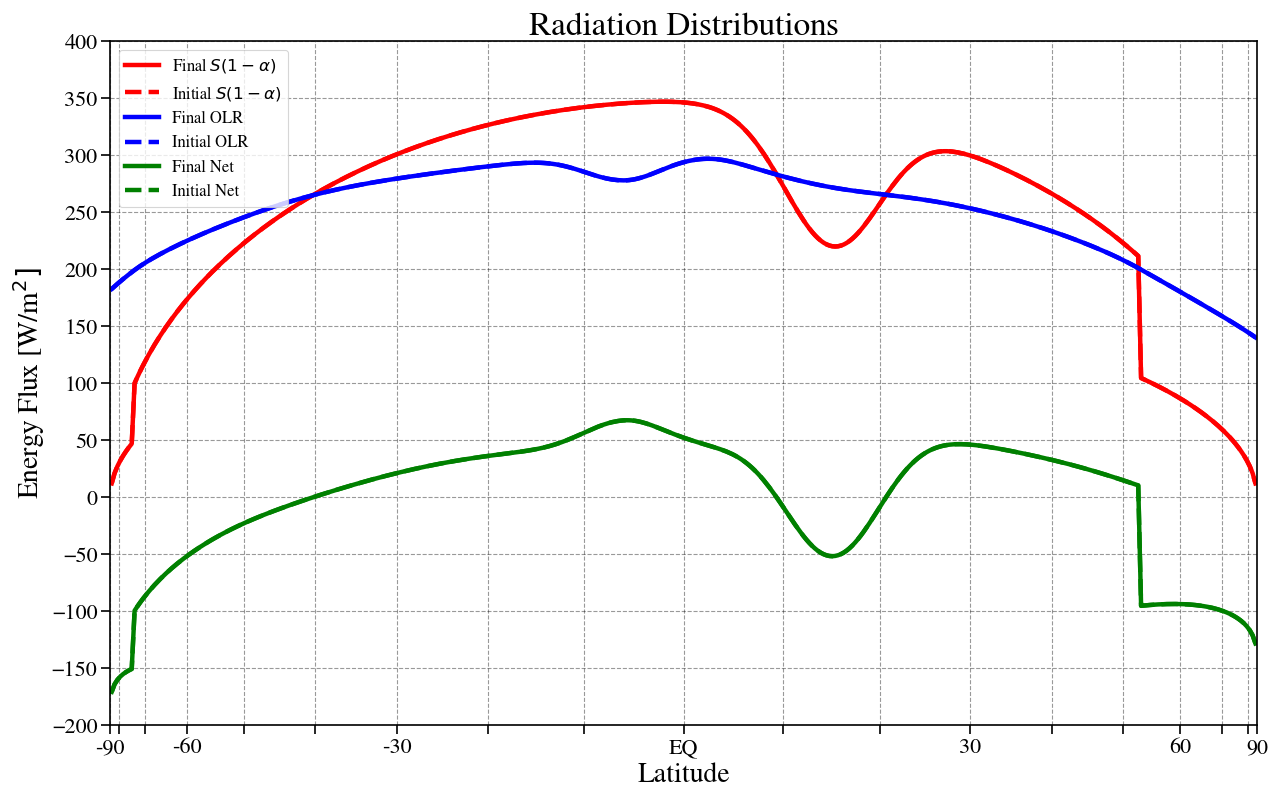 Radiation Distributions
400
350
300
250
200
150
100
50
0
−50
−100
−150
−200
Energy Flux [W/m²]
Final S(1 − α)
Initial S(1 − α)
Final OLR
Initial OLR
Final Net
Initial Net
-90 -60 -30 EQ 30 60 90
Latitude